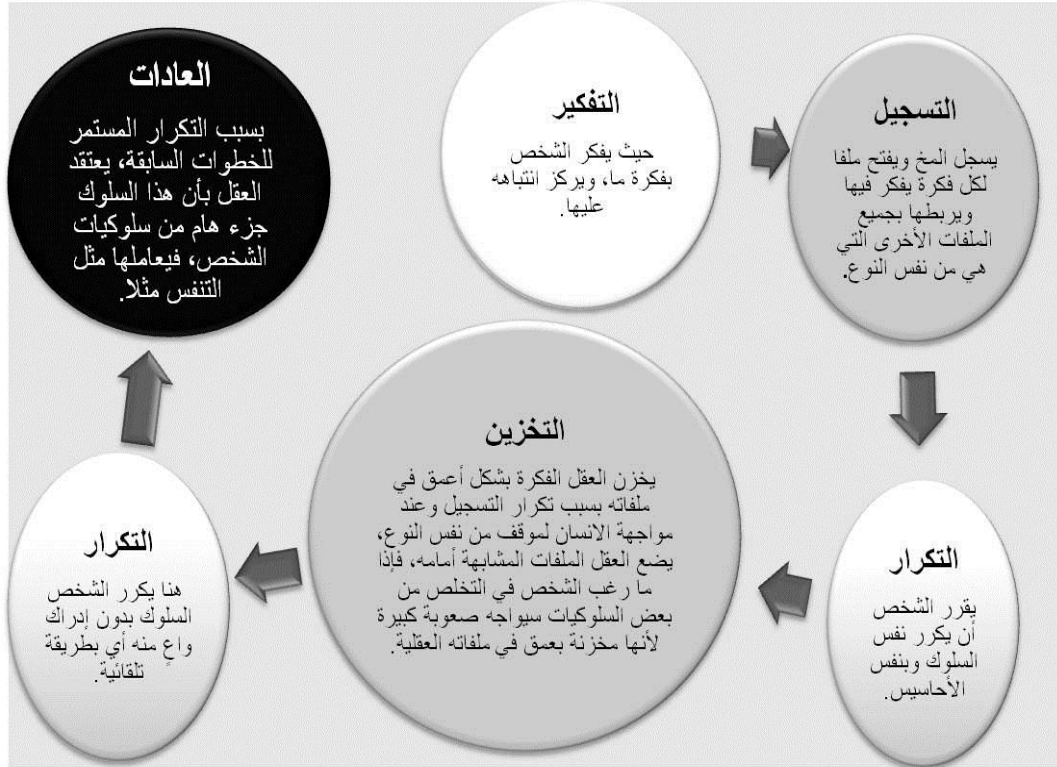 التفكير
حيث يفكر الشخص
بفكرة ما، ويركز انتباهه
عليها.
التسجيل
يسجل المخ ويفتح ملفا
لكل فكرة يفكر فيها
ويربطها بجميع
الملفات الأخرى التي
هي من نفس النوع.
التكرار
يقرر الشخص
أن يكرر نفس
السلوك وبنفس
الأحاسيس.
التخزين
يخزن العقل الفكرة بشكل أعمق في
ملفاته بسبب تكرار التسجيل وعند
مواجهة الانسان لموقف من نفس النوع،
يضع العقل الملفات المشابهة أمامه، فإذا
ما رغب الشخص في التخلص من
بعض السلوكيات سيواجه صعوبة كبيرة
لأنها مخزنة بعمق في ملفاته العقلية.
التكرار
هنا يكرر الشخص
السلوك بدون إدراك
واعٍ منه أي بطريقة
تلقائية.
العادات
بسبب التكرار المستمر
للخطوات السابقة، يعتقد
العقل بأن هذا السلوك
جزء هام من سلوكيات
الشخص، فيعاملها مثل
التنفس مثلا.